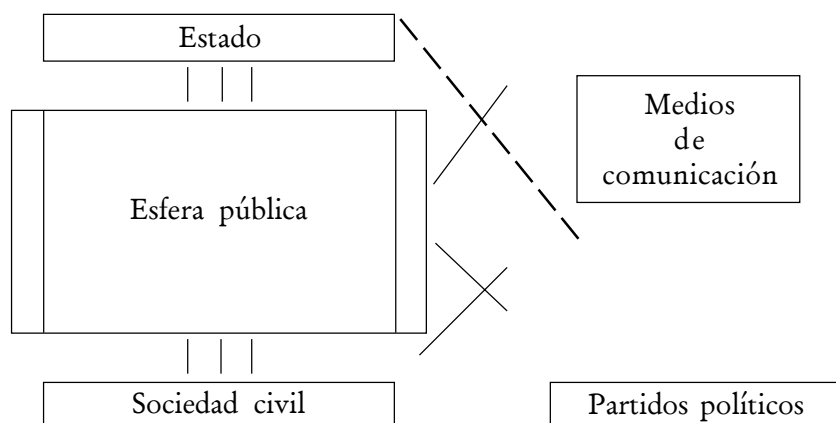 Estado
Medios
de
comunicación
Esfera pública
Sociedad civil
Partidos políticos